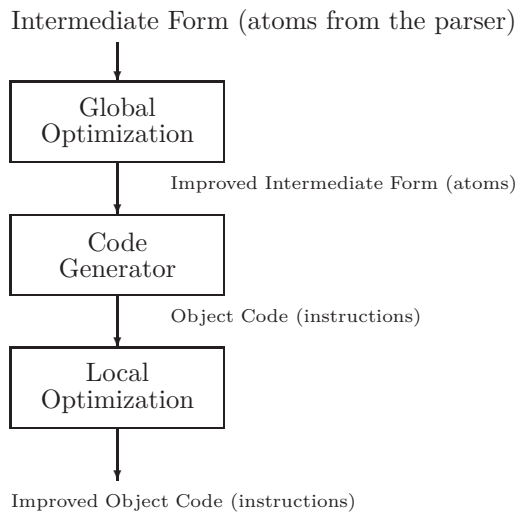 Intermediate Form (atoms from the parser)
Global
Optimization
Improved Intermediate Form (atoms)
Code
Generator
Object Code (instructions)
Local
Optimization
Improved Object Code (instructions)